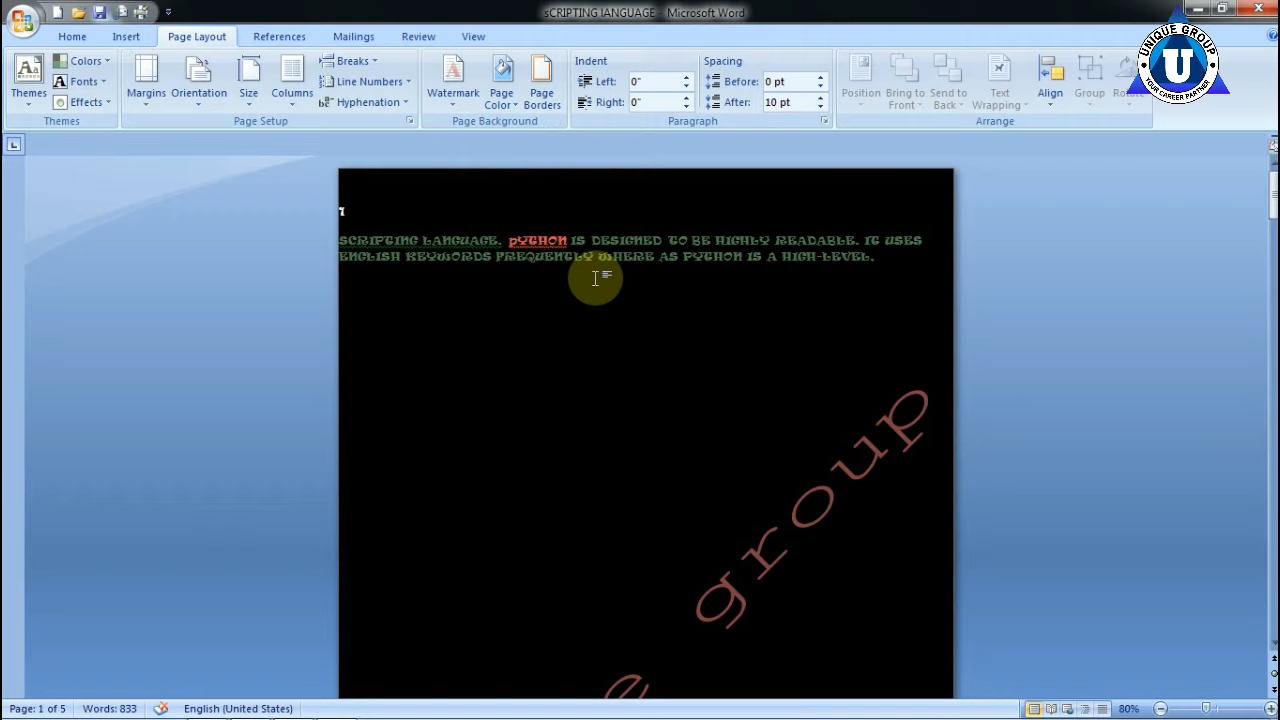 sCRIPTING lANGUAGE - Microsoft Word
Home Insert Page Layout References Mailings Review View
UNIQUE GROUP
U
YOUR CAREER PARTNER
Themes
Colors
Fonts
Effects
Themes
Margins Orientation Size Columns
Breaks
Line Numbers
Hyphenation
Page Setup
Watermark Page Color Page Borders
Page Background
Indent
Left: 0"
Right: 0"
Spacing
Before: 0 pt
After: 10 pt
Paragraph
Position Bring to Front Send to Back Text Wrapping Align Group Rotate
Arrange
SCRIPTING LANGUAGE. pYTHON IS DESIGNED TO BE HIGHLY READABLE. IT USES
ENGLISH KEYWORDS FREQUENTLY WHERE AS PYTHON IS A HIGH-LEVEL.
e group
Page: 1 of 5 Words: 833 English (United States) 80%